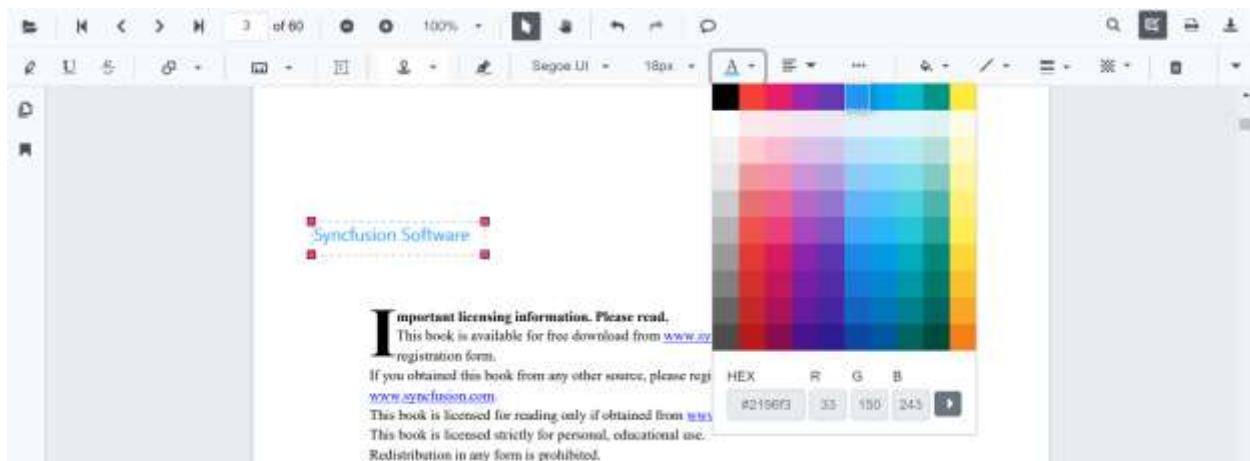 3 of 60 100%
Segoe UI 18px A
Syncfusion Software
Important licensing information. Please read.
This book is available for free download from www.sy
registration form.
If you obtained this book from any other source, please regi
www.syncfusion.com.
This book is licensed for reading only if obtained from www
This book is licensed strictly for personal, educational use.
Redistribution in any form is prohibited.
HEX R G B
#2196f3 33 150 243